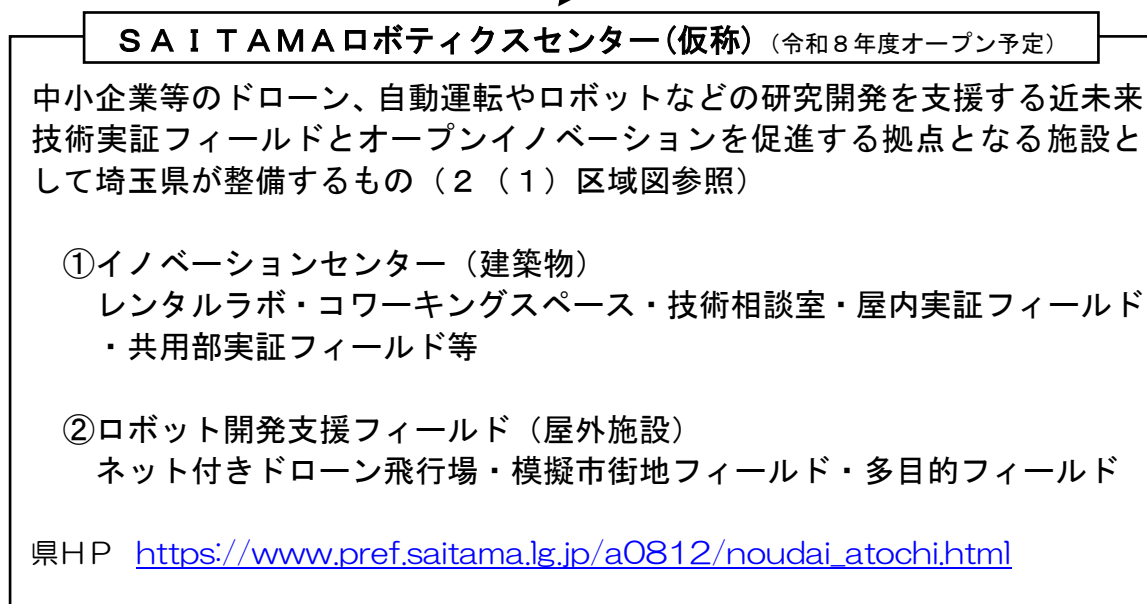 ＳＡＩＴＡＭＡロボティクスセンター(仮称)（令和８年度オープン予定）
中小企業等のドローン、自動運転やロボットなどの研究開発を支援する近未来
技術実証フィールドとオープンイノベーションを促進する拠点となる施設と
して埼玉県が整備するもの（２（１）区域図参照）
①イノベーションセンター（建築物）
レンタルラボ・コワーキングスペース・技術相談室・屋内実証フィールド
・共用部実証フィールド等
②ロボット開発支援フィールド（屋外施設）
ネット付きドローン飛行場・模擬市街地フィールド・多目的フィールド
県ＨＰ https://www.pref.saitama.lg.jp/a0812/noudai_atochi.html